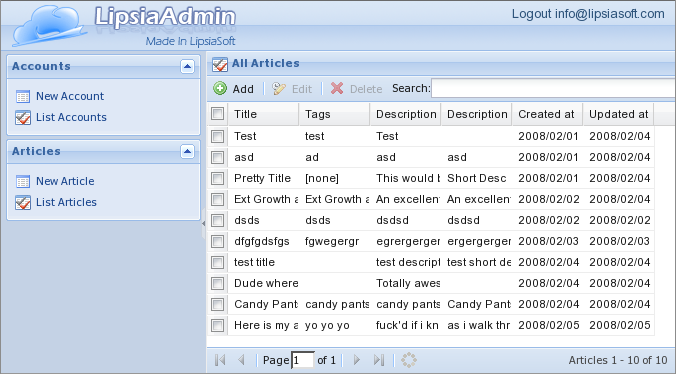 LipsiaAdmin
Made In LipsiaSoft
Logout info@lipsiasoft.com
Accounts
New Account
List Accounts
Articles
New Article
List Articles
All Articles
Add Edit Delete Search:
Title Tags Description Description Created at Updated at
Test test Test 2008/02/01 2008/02/04
asd ad asd asd 2008/02/01 2008/02/04
Pretty Title [none] This would b Short Desc 2008/02/01 2008/02/04
Ext Growth a Ext Growth a An excellent An excellent 2008/02/02 2008/02/04
dsds dsds dsdsd dsdsd 2008/02/02 2008/02/02
dfgfgdsfgs fgwegergr egrergerger ergergerger 2008/02/03 2008/02/03
test title test descript test short de 2008/02/04 2008/02/04
Dude where Totally awes 2008/02/04 2008/02/04
Candy Pants candy pants candy pants Candy Pants 2008/02/04 2008/02/04
Here is my a yo yo yo fuck'd if i kn as i walk thr 2008/02/05 2008/02/05
Page 1 of 1
Articles 1 - 10 of 10